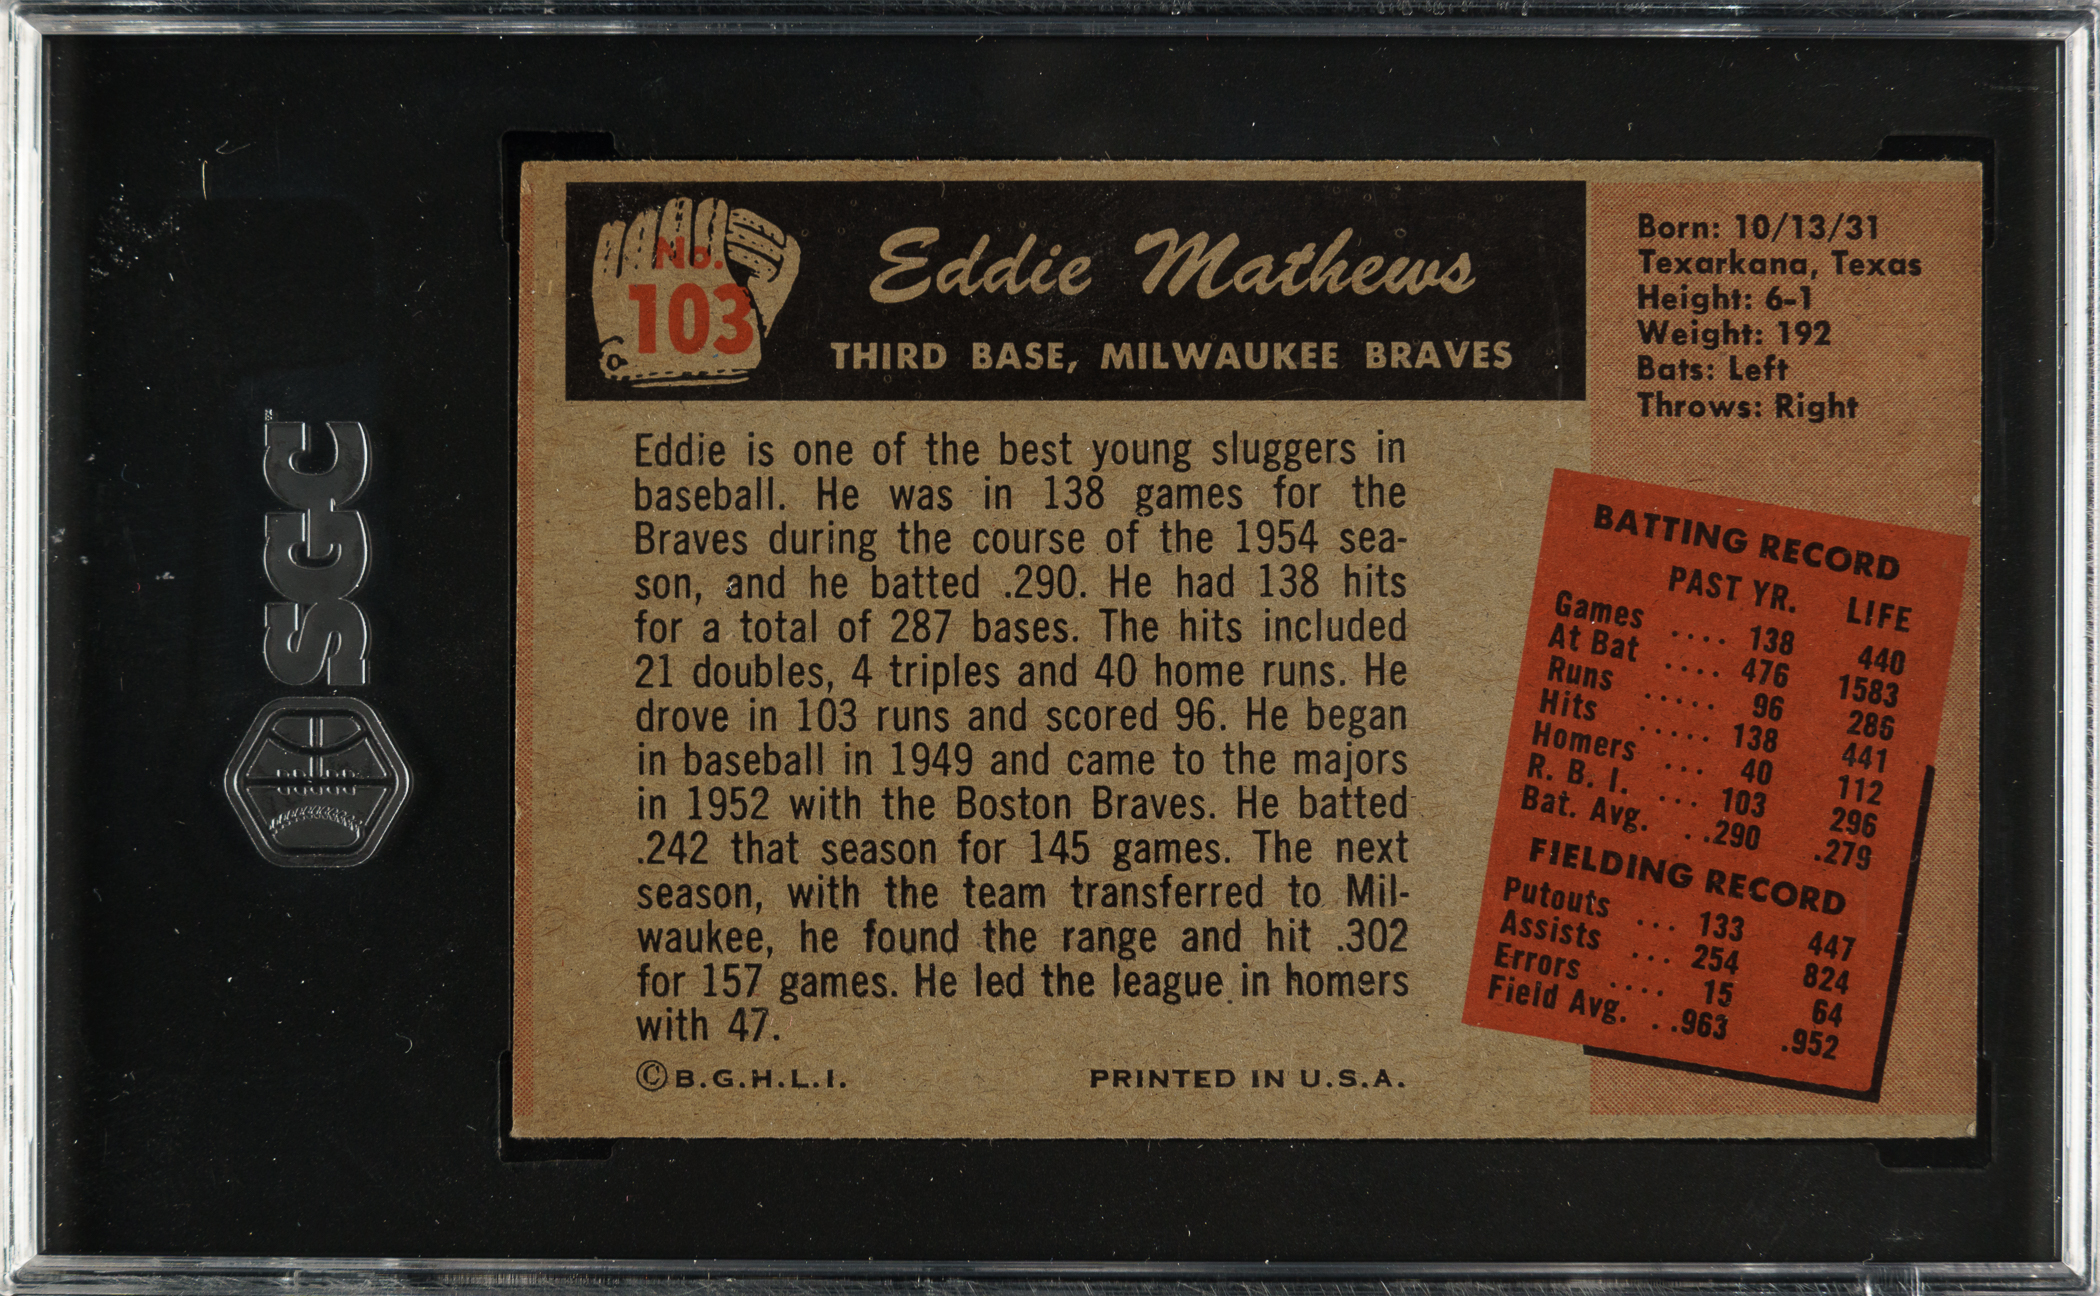 SGC
No.
103
Eddie Mathews
THIRD BASE, MILWAUKEE BRAVES
Born: 10/13/31
Texarkana, Texas
Height: 6-1
Weight: 192
Bats: Left
Throws: Right
Eddie is one of the best young sluggers in
baseball. He was in 138 games for the
Braves during the course of the 1954 sea-
son, and he batted .290. He had 138 hits
for a total of 287 bases. The hits included
21 doubles, 4 triples and 40 home runs. He
drove in 103 runs and scored 96. He began
in baseball in 1949 and came to the majors
in 1952 with the Boston Braves. He batted
.242 that season for 145 games. The next
season, with the team transferred to Mil-
waukee, he found the range and hit .302
for 157 games. He led the league in homers
with 47.
©B.G.H.L.I. PRINTED IN U.S.A.
BATTING RECORD
PAST YR. LIFE
Games .... 138 440
At Bat .... 476 1583
Runs ..... 96 286
Hits ..... 138 441
Homers ... 40 112
R. B. I. ... 103 296
Bat. Avg. . .290 .279
FIELDING RECORD
Putouts ... 133 447
Assists ... 254 824
Errors .... 15 64
Field Avg. . .963 .952